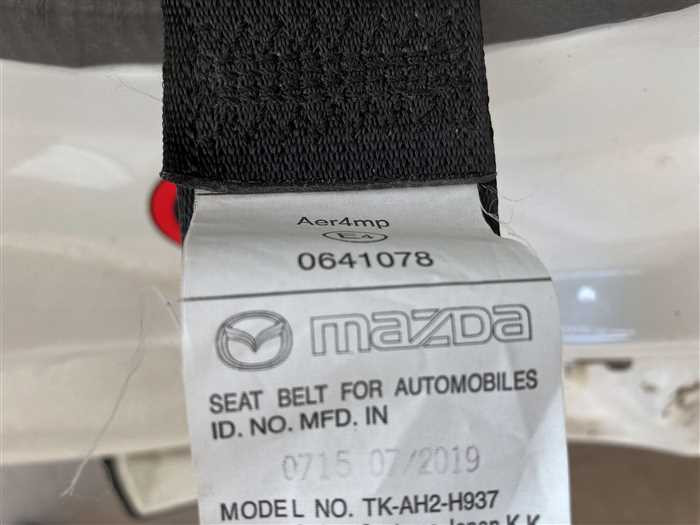 Aer4mp
E4
0641078
mazda
SEAT BELT FOR AUTOMOBILES
ID. NO. MFD. IN
0715 07/2019
MODEL NO. TK-AH2-H937
Japan K.K.